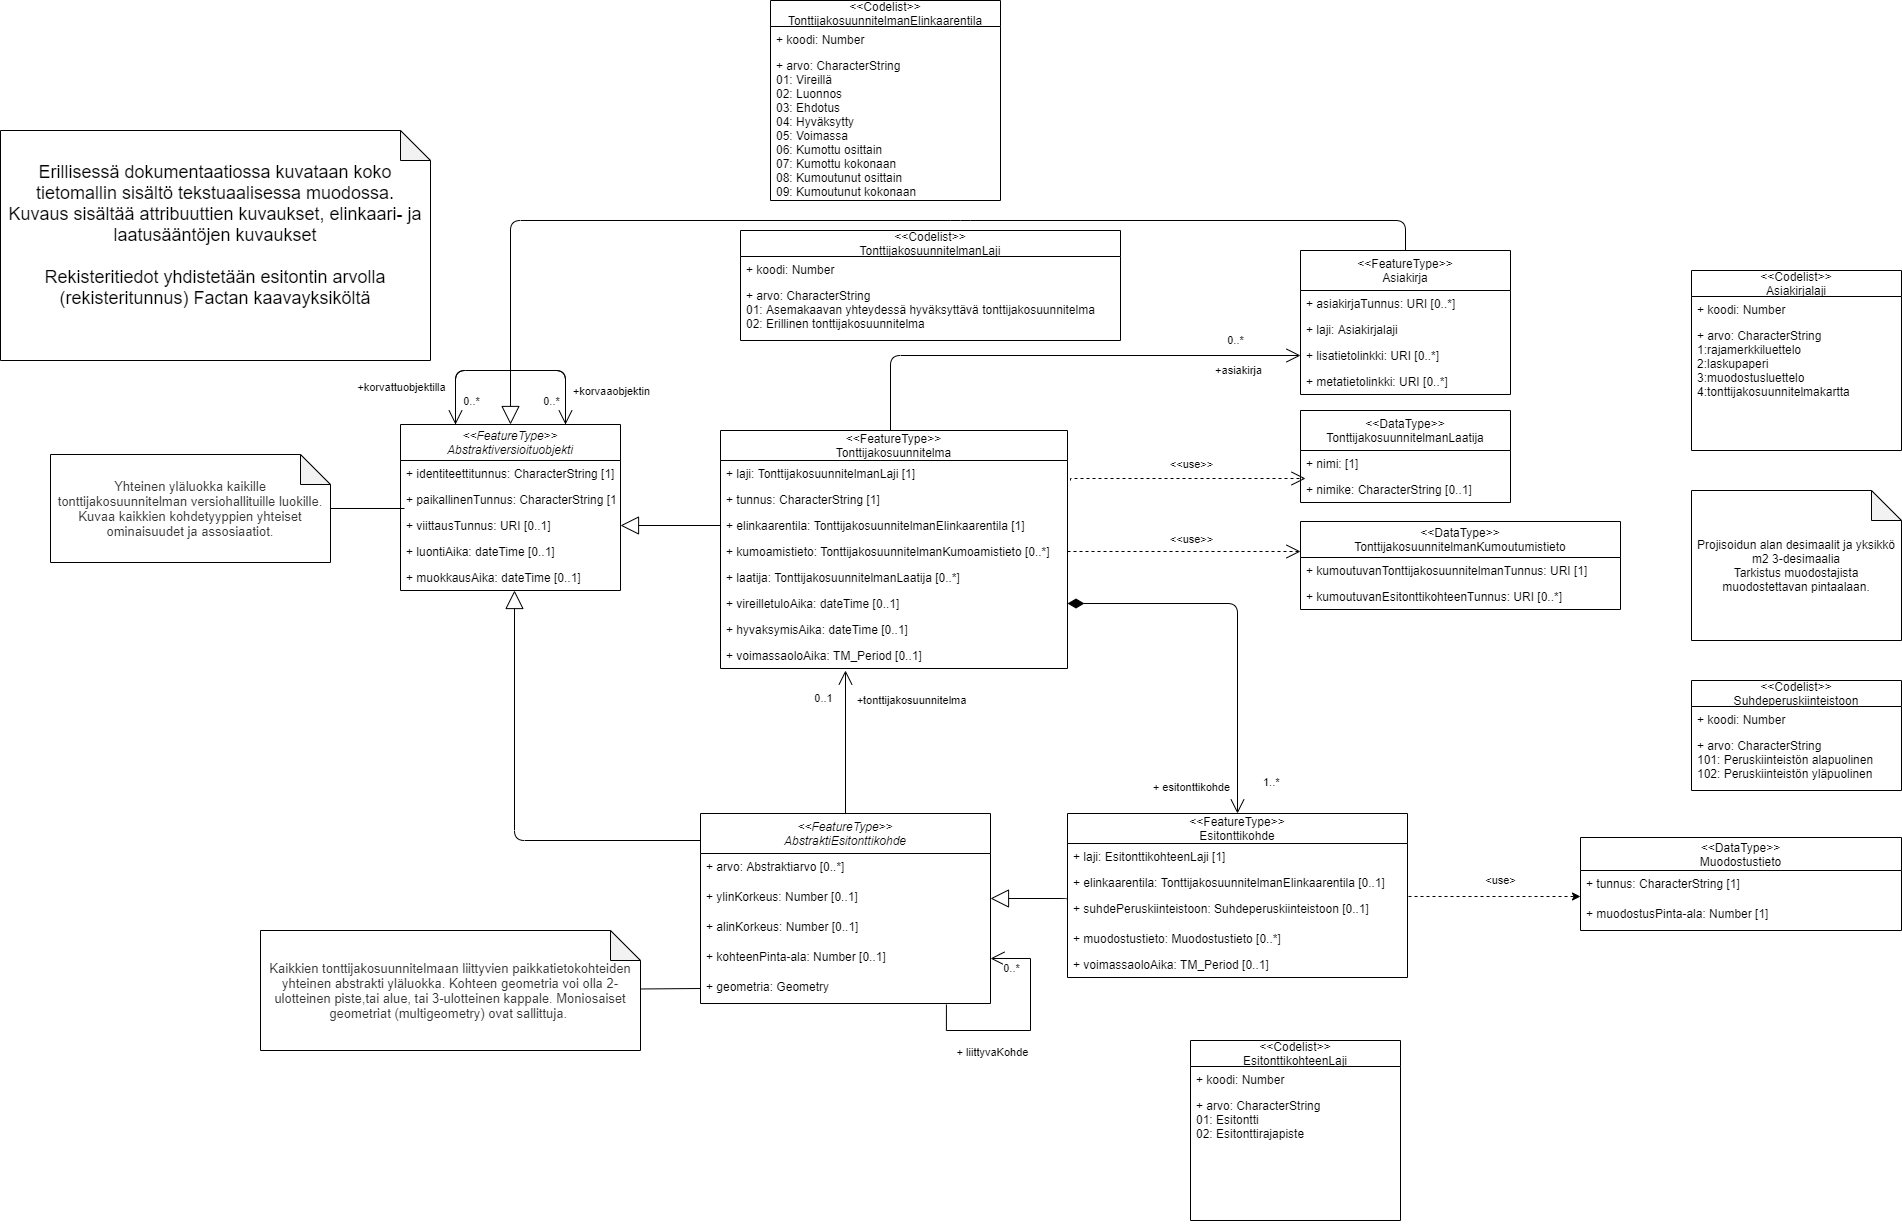 <<Codelist>>
TonttijakosuunnitelmanElinkaarentila
+ koodi: Number
+ arvo: CharacterString
01: Vireillä
02: Luonnos
03: Ehdotus
04: Hyväksytty
05: Voimassa
06: Kumottu osittain
07: Kumottu kokonaan
08: Kumoutunut osittain
09: Kumoutunut kokonaan
Erillisessä dokumentaatiossa kuvataan koko
tietomallin sisältö tekstuaalisessa muodossa.
Kuvaus sisältää attribuuttien kuvaukset, elinkaari- ja
laatusääntöjen kuvaukset
Rekisteritiedot yhdistetään esitontin arvolla
(rekisteritunnus) Factan kaavayksiköltä
<<Codelist>>
TonttijakosuunnitelmanLaji
+ koodi: Number
+ arvo: CharacterString
01: Asemakaavan yhteydessä hyväksyttävä tonttijakosuunnitelma
02: Erillinen tonttijakosuunnitelma
<<FeatureType>>
Asiakirja
+ asiakirjaTunnus: URI [0..*]
+ laji: Asiakirjalaji
+ lisatietolinkki: URI [0..*]
+ metatietolinkki: URI [0..*]
<<Codelist>>
Asiakirjalaji
+ koodi: Number
+ arvo: CharacterString
1:rajamerkkiluettelo
2:laskupaperi
3:muodostusluettelo
4:tonttijakosuunnitelmakartta
0..*
+asiakirja
+korvattuobjektilla
0..*
0..*
+korvaaobjektin
<<FeatureType>>
Abstraktiversioituobjekti
+ identiteettitunnus: CharacterString [1]
+ paikallinenTunnus: CharacterString [1
+ viittausTunnus: URI [0..1]
+ luontiAika: dateTime [0..1]
+ muokkausAika: dateTime [0..1]
Yhteinen yläluokka kaikille
tonttijakosuunnitelman versiohallituille luokille.
Kuvaa kaikkien kohdetyyppien yhteiset
ominaisuudet ja assosiaatiot.
<<FeatureType>>
Tonttijakosuunnitelma
+ laji: TonttijakosuunnitelmanLaji [1]
+ tunnus: CharacterString [1]
+ elinkaarentila: TonttijakosuunnitelmanElinkaarentila [1]
+ kumoamistieto: TonttijakosuunnitelmanKumoamistieto [0..*]
+ laatija: TonttijakosuunnitelmanLaatija [0..*]
+ vireilletuloAika: dateTime [0..1]
+ hyvaksymisAika: dateTime [0..1]
+ voimassaoloAika: TM_Period [0..1]
<<use>>
<<DataType>>
TonttijakosuunnitelmanLaatija
+ nimi: [1]
+ nimike: CharacterString [0..1]
<<use>>
<<DataType>>
TonttijakosuunnitelmanKumoutumistieto
+ kumoutuvanTonttijakosuunnitelmanTunnus: URI [1]
+ kumoutuvanEsitonttikohteenTunnus: URI [0..*]
Projisoidun alan desimaalit ja yksikkö
m2 3-desimaalia
Tarkistus muodostajista
muodostettavan pintaalaan.
<<Codelist>>
Suhdeperuskiinteistoon
+ koodi: Number
+ arvo: CharacterString
101: Peruskiinteistön alapuolinen
102: Peruskiinteistön yläpuolinen
0..1
+tonttijakosuunnitelma
+ esitonttikohde
1..*
<<FeatureType>>
AbstraktiEsitonttikohde
+ arvo: Abstraktiarvo [0..*]
+ ylinKorkeus: Number [0..1]
+ alinKorkeus: Number [0..1]
+ kohteenPinta-ala: Number [0..1]
+ geometria: Geometry
0..*
+ liittyvaKohde
<<FeatureType>>
Esitonttikohde
+ laji: EsitonttikohteenLaji [1]
+ elinkaarentila: TonttijakosuunnitelmanElinkaarentila [0..1]
+ suhdePeruskiinteistoon: Suhdeperuskiinteistoon [0..1]
+ muodostustieto: Muodostustieto [0..*]
+ voimassaoloAika: TM_Period [0..1]
<use>
<<DataType>>
Muodostustieto
+ tunnus: CharacterString [1]
+ muodostusPinta-ala: Number [1]
Kaikkien tonttijakosuunnitelmaan liittyvien paikkatietokohteiden
yhteinen abstrakti yläluokka. Kohteen geometria voi olla 2-
ulotteinen piste,tai alue, tai 3-ulotteinen kappale. Moniosaiset
geometriat (multigeometry) ovat sallittuja.
<<Codelist>>
EsitonttikohteenLaji
+ koodi: Number
+ arvo: CharacterString
01: Esitontti
02: Esitonttirajapiste